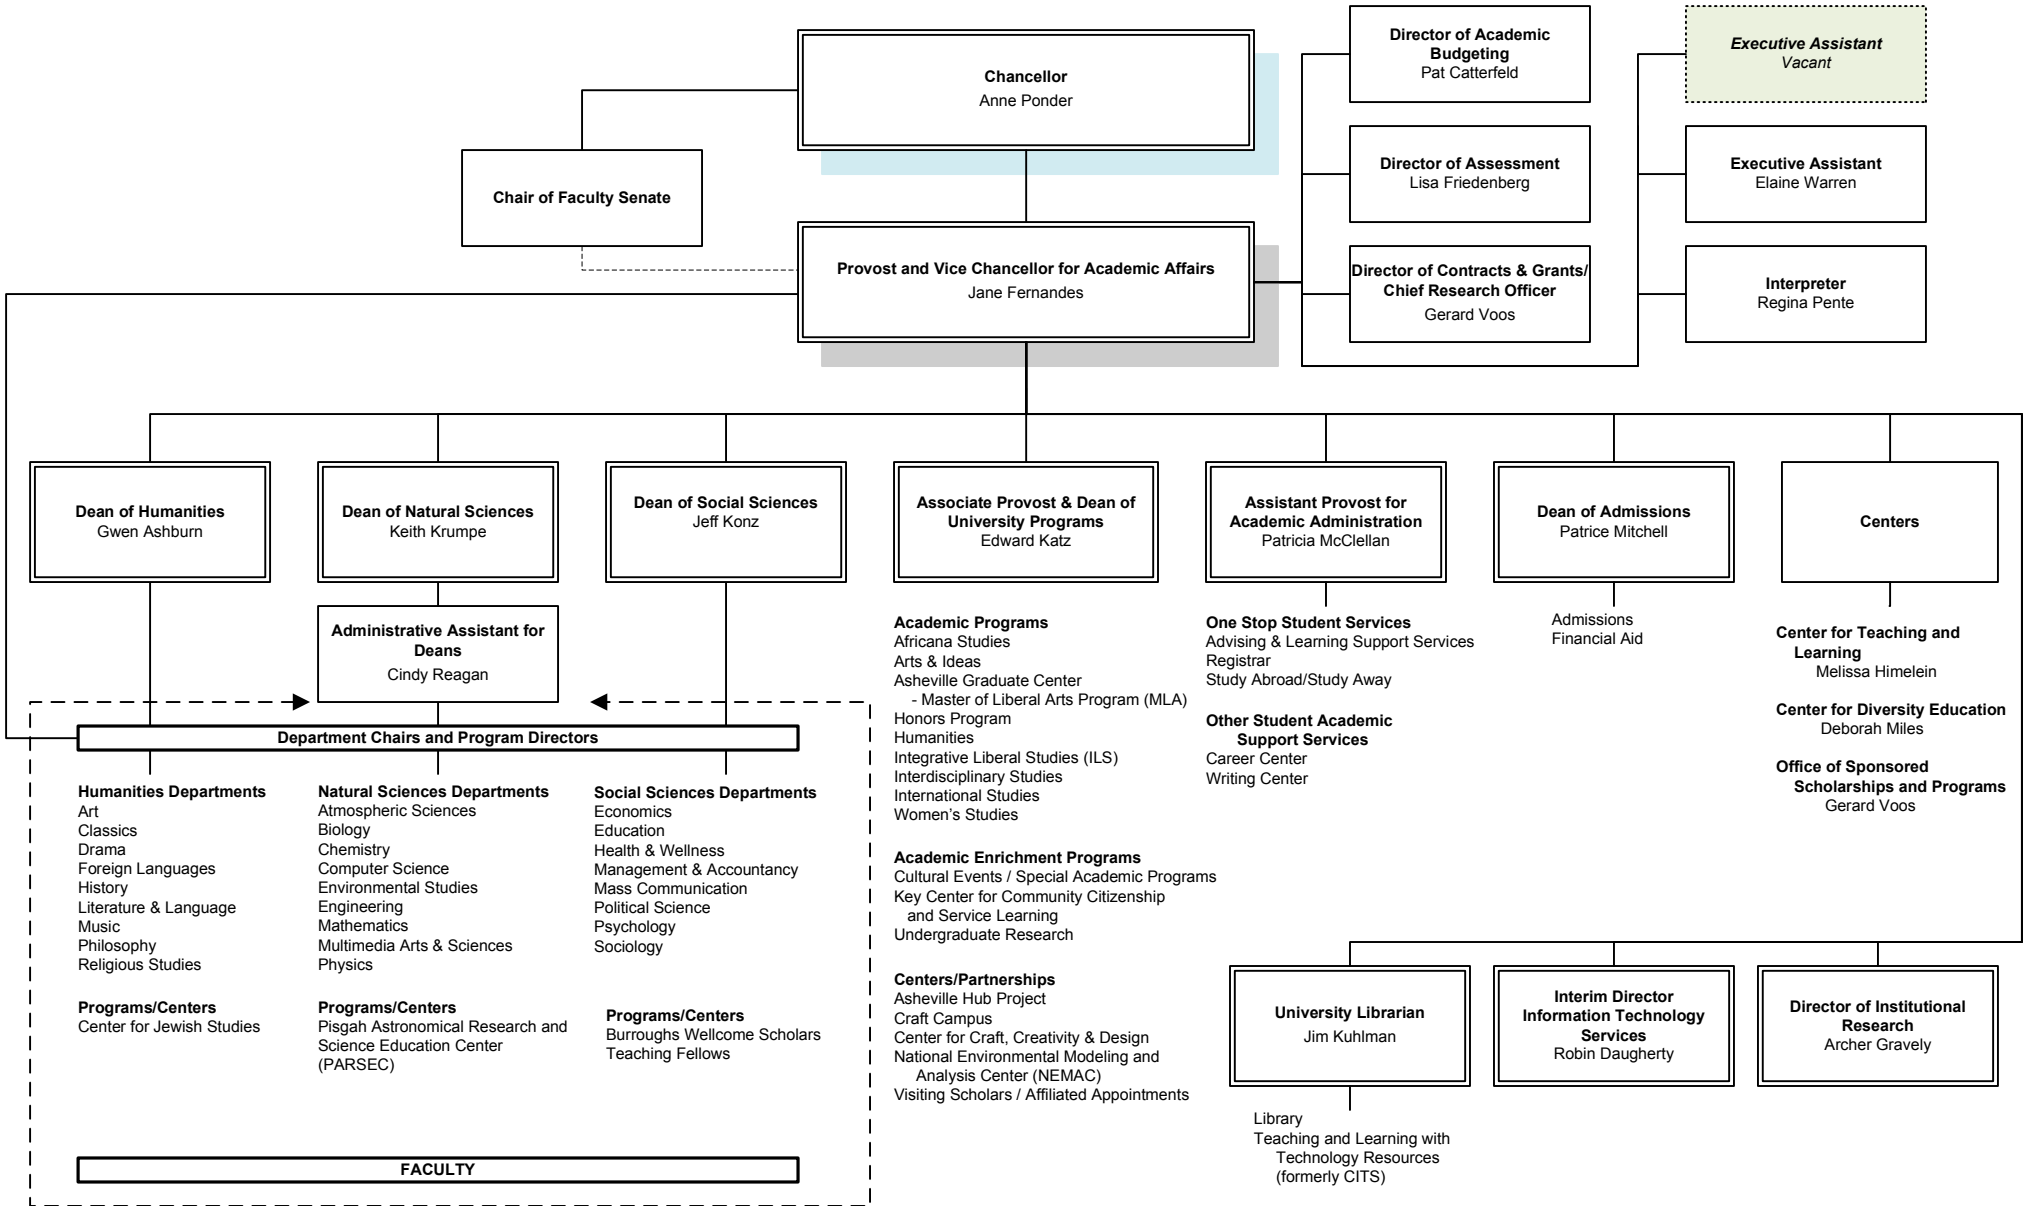 Chancellor
Anne Ponder
Director of Academic
Budgeting
Pat Catterfeld
Executive Assistant
Vacant
Chair of Faculty Senate
Director of Assessment
Lisa Friedenberg
Executive Assistant
Elaine Warren
Provost and Vice Chancellor for Academic Affairs
Jane Fernandes
Director of Contracts & Grants/
Chief Research Officer
Gerard Voos
Interpreter
Regina Pente
Dean of Humanities
Gwen Ashburn
Dean of Natural Sciences
Keith Krumpe
Dean of Social Sciences
Jeff Konz
Associate Provost & Dean of
University Programs
Edward Katz
Assistant Provost for
Academic Administration
Patricia McClellan
Dean of Admissions
Patrice Mitchell
Centers
Administrative Assistant for
Deans
Cindy Reagan
Department Chairs and Program Directors
Humanities Departments
Art
Classics
Drama
Foreign Languages
History
Literature & Language
Music
Philosophy
Religious Studies
Programs/Centers
Center for Jewish Studies
Natural Sciences Departments
Atmospheric Sciences
Biology
Chemistry
Computer Science
Environmental Studies
Engineering
Mathematics
Multimedia Arts & Sciences
Physics
Programs/Centers
Pisgah Astronomical Research and
Science Education Center
(PARSEC)
Social Sciences Departments
Economics
Education
Health & Wellness
Management & Accountancy
Mass Communication
Political Science
Psychology
Sociology
Programs/Centers
Burroughs Wellcome Scholars
Teaching Fellows
FACULTY
Academic Programs
Africana Studies
Arts & Ideas
Asheville Graduate Center
- Master of Liberal Arts Program (MLA)
Honors Program
Humanities
Integrative Liberal Studies (ILS)
Interdisciplinary Studies
International Studies
Women’s Studies
Academic Enrichment Programs
Cultural Events / Special Academic Programs
Key Center for Community Citizenship
and Service Learning
Undergraduate Research
Centers/Partnerships
Asheville Hub Project
Craft Campus
Center for Craft, Creativity & Design
National Environmental Modeling and
Analysis Center (NEMAC)
Visiting Scholars / Affiliated Appointments
One Stop Student Services
Advising & Learning Support Services
Registrar
Study Abroad/Study Away
Other Student Academic
Support Services
Career Center
Writing Center
Admissions
Financial Aid
Center for Teaching and
Learning
Melissa Himelein
Center for Diversity Education
Deborah Miles
Office of Sponsored
Scholarships and Programs
Gerard Voos
University Librarian
Jim Kuhlman
Interim Director
Information Technology
Services
Robin Daugherty
Director of Institutional
Research
Archer Gravely
Library
Teaching and Learning with
Technology Resources
(formerly CITS)